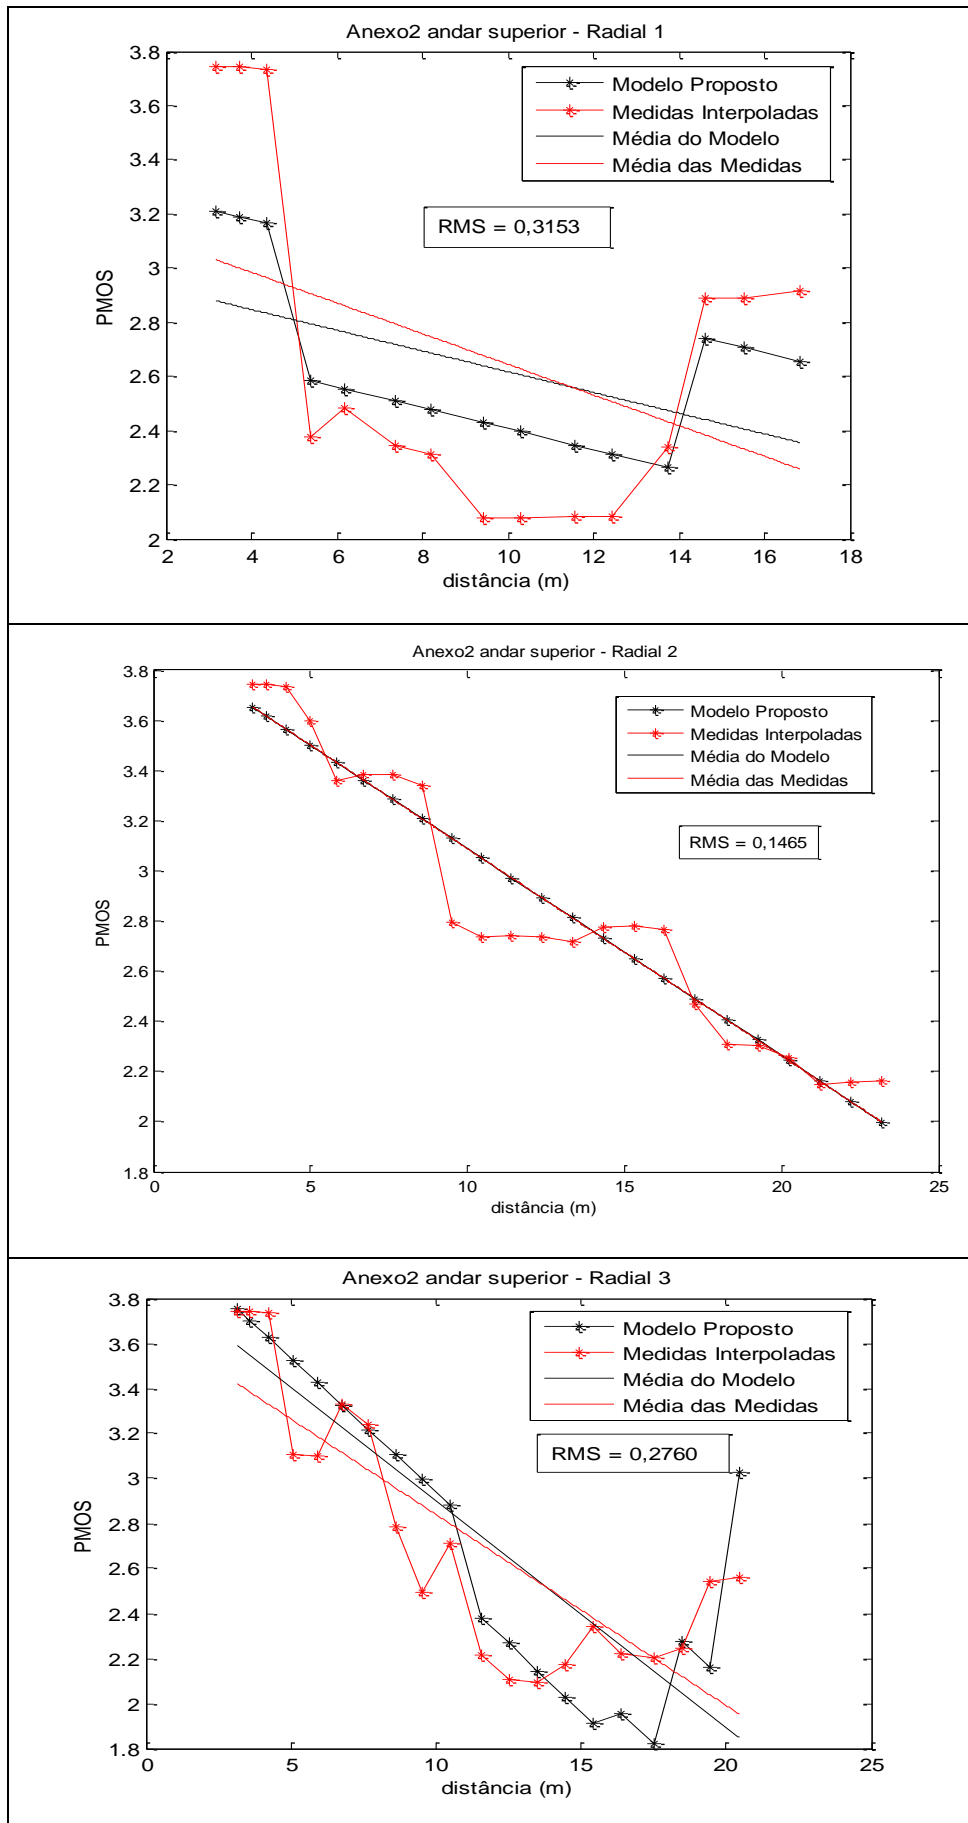 Anexo2 andar superior - Radial 1
3.8
3.6
3.4
3.2
3
2.8
2.6
2.4
2.2
2
PMOS
Modelo Proposto
Medidas Interpoladas
Média do Modelo
Média das Medidas
RMS = 0,3153
2 4 6 8 10 12 14 16 18
distância (m)
Anexo2 andar superior - Radial 2
3.8
3.6
3.4
3.2
3
2.8
2.6
2.4
2.2
2
1.8
PMOS
Modelo Proposto
Medidas Interpoladas
Média do Modelo
Média das Medidas
RMS = 0,1465
0 5 10 15 20 25
distância (m)
Anexo2 andar superior - Radial 3
3.8
3.6
3.4
3.2
3
2.8
2.6
2.4
2.2
2
1.8
PMOS
Modelo Proposto
Medidas Interpoladas
Média do Modelo
Média das Medidas
RMS = 0,2760
0 5 10 15 20 25
distância (m)